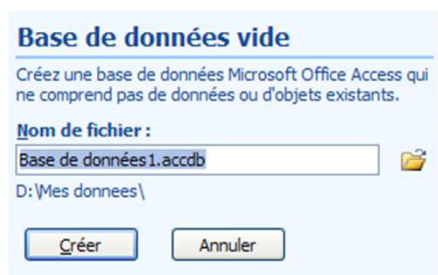 Base de données vide
Créez une base de données Microsoft Office Access qui
ne comprend pas de données ou d'objets existants.
Nom de fichier :
Base de données1.accdb
D:\Mes donnees\
Créer Annuler